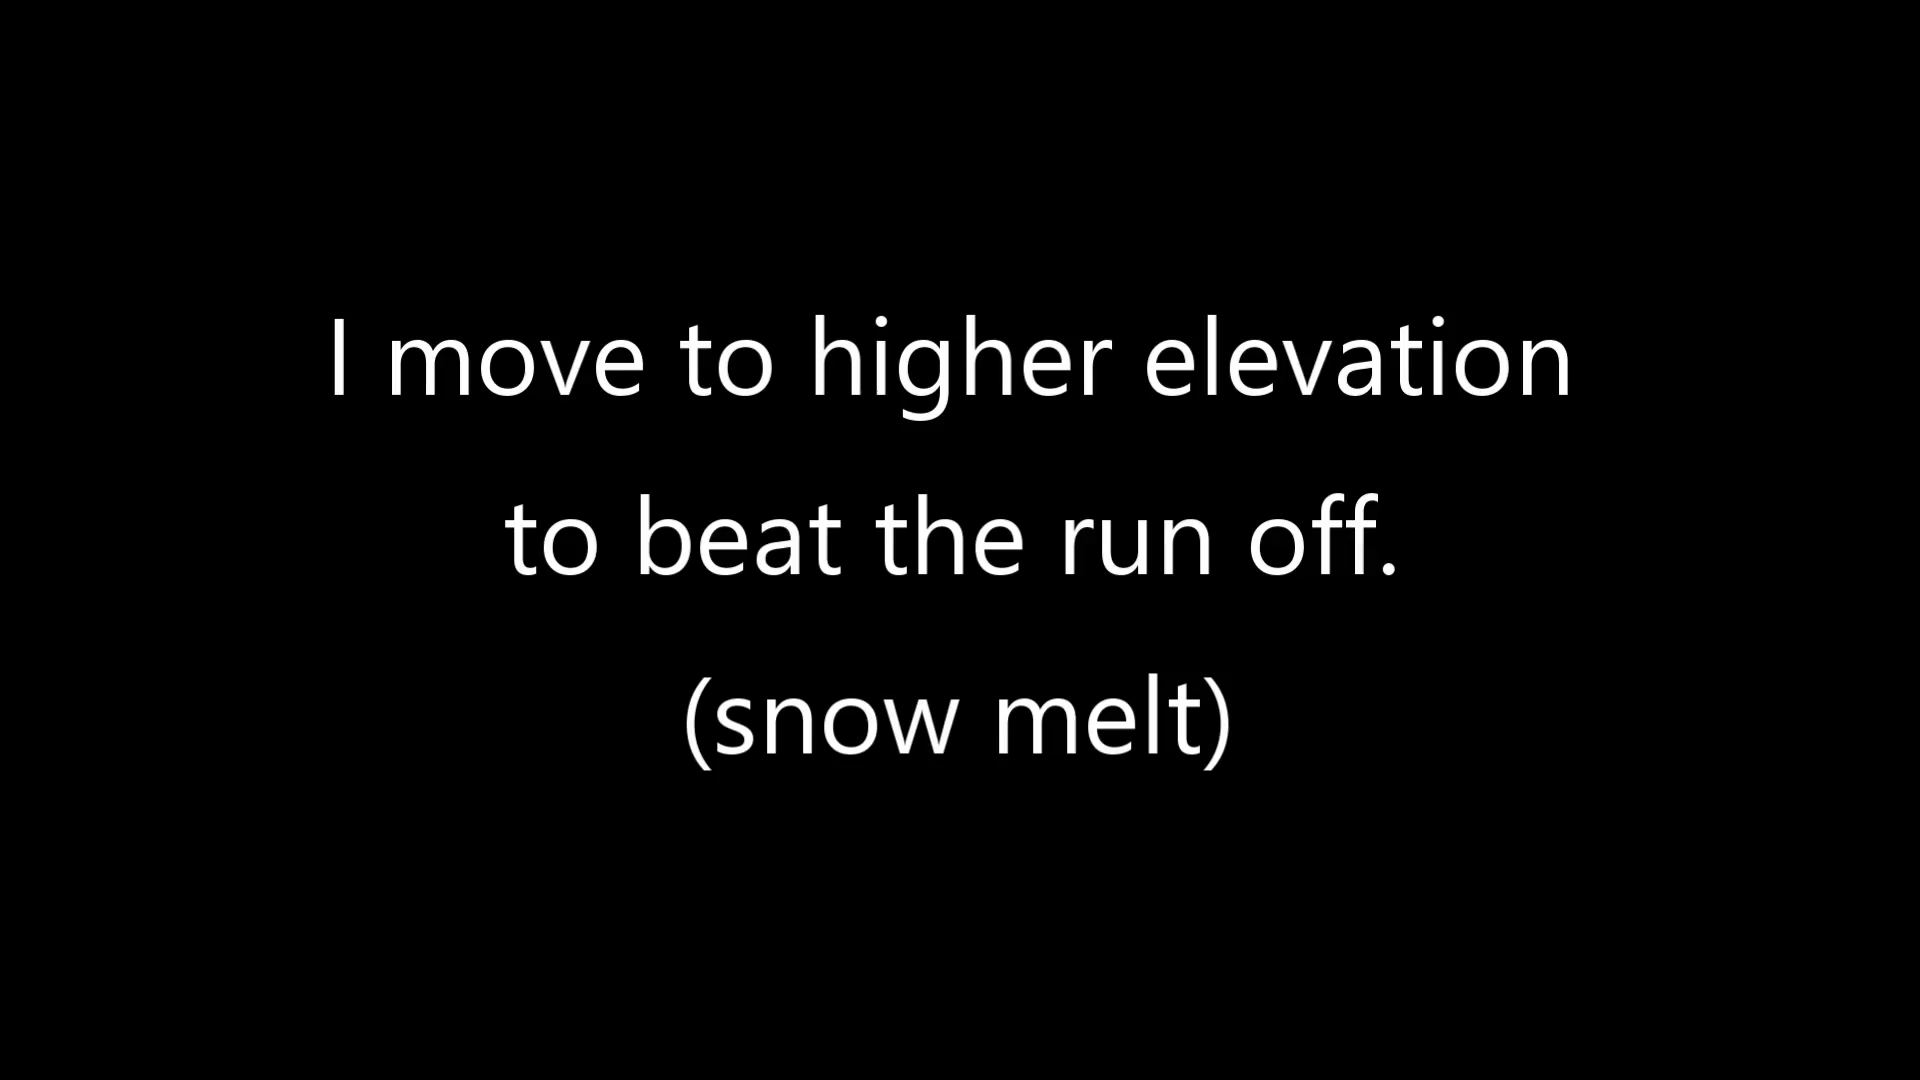 I move to higher elevation
to beat the run off.
(snow melt)